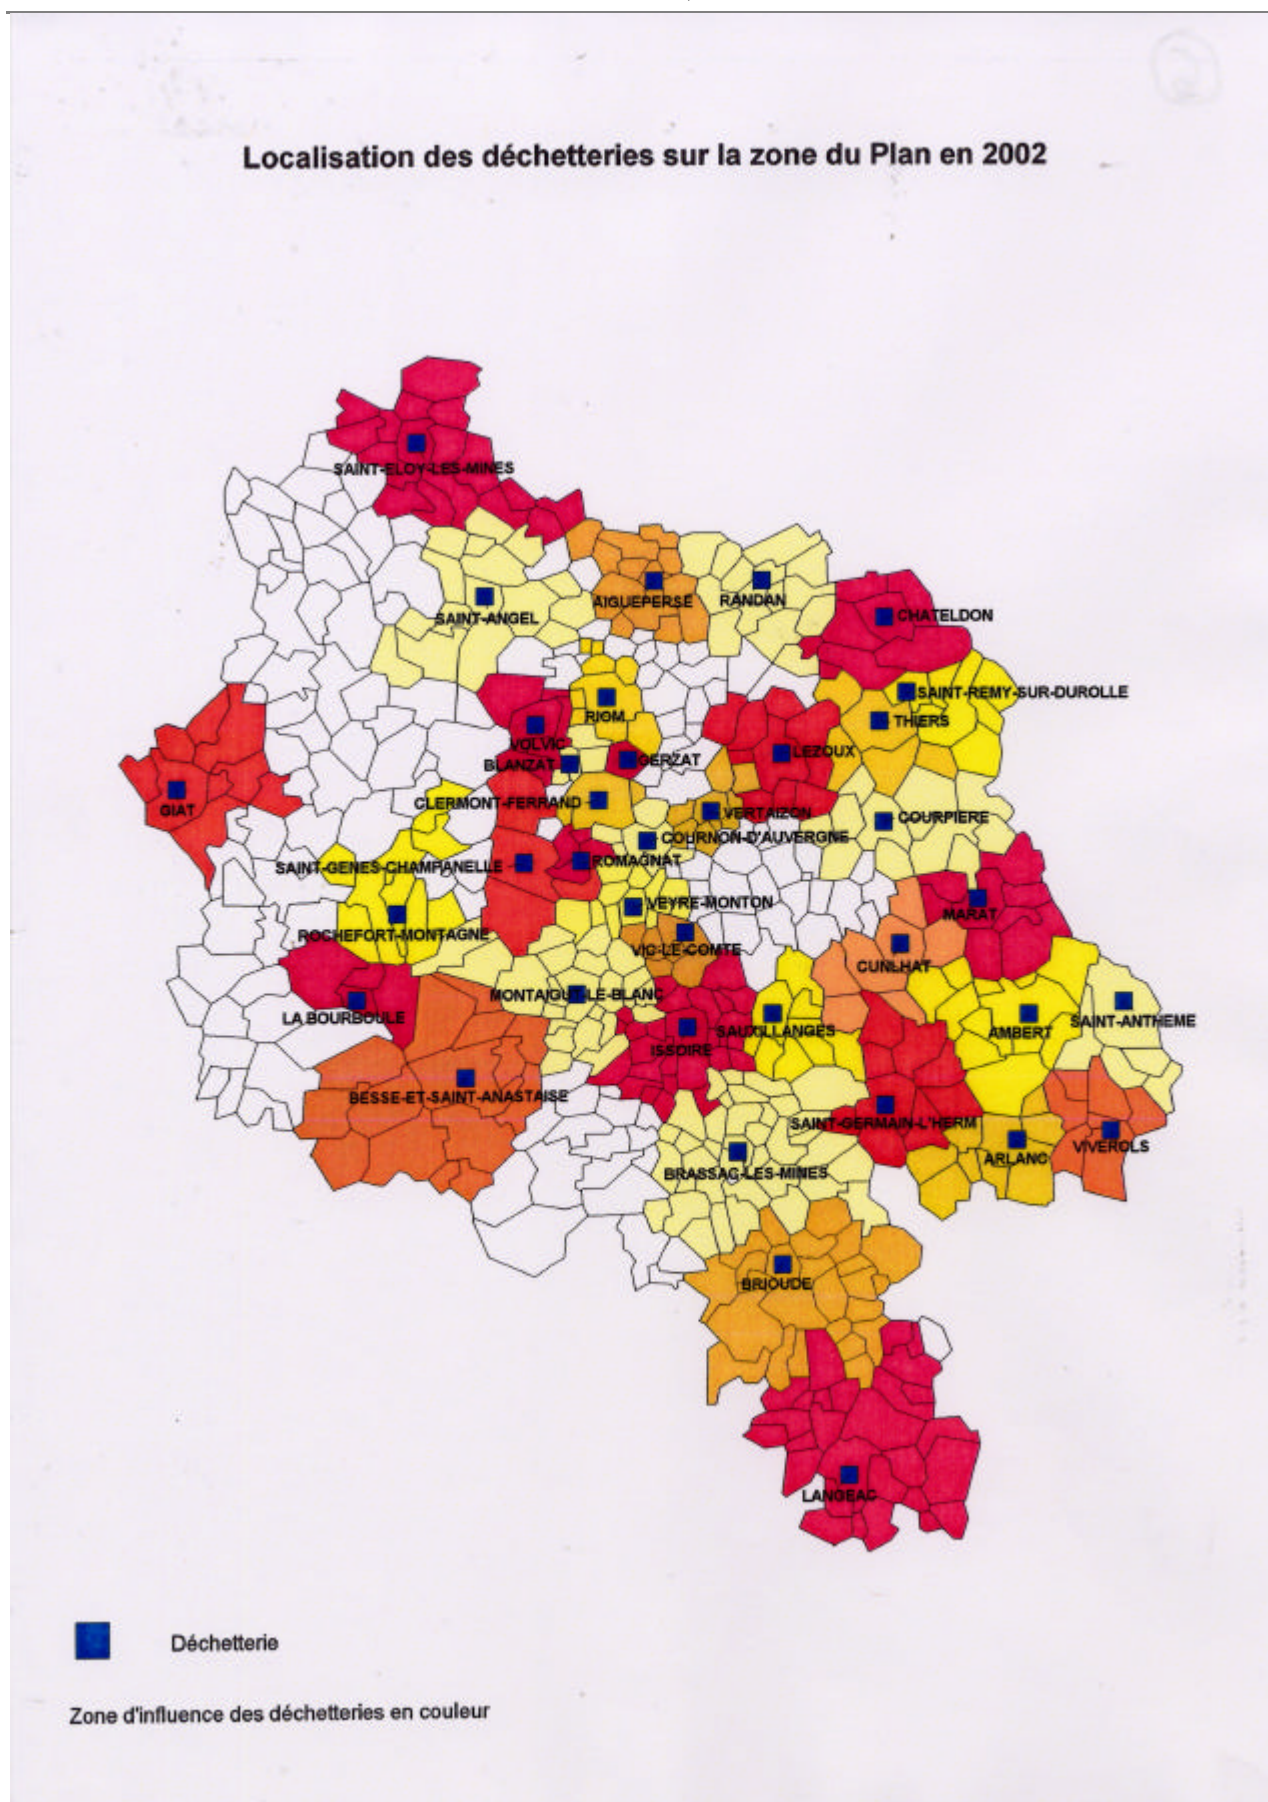 Localisation des déchetteries sur la zone du Plan en 2002
SAINT-ELOY-LES-MINES
SAINT-ANGEL
AIGUEPERSE
RANDAN
CHATELDON
SAINT-REMY-SUR-DUROLLE
RIOM
THIERS
VOLVIC
LEZOUX
BLANZAT
GERZAT
GIAT
CLERMONT-FERRAND
VERTAIZON
COURPIERE
COURNON-D'AUVERGNE
SAINT-GENES-CHAMPANELLE
ROMAGNAT
VEYRE-MONTON
MARAT
ROCHEFORT-MONTAGNE
VIC-LE-COMTE
CUNLHAT
MONTAIGUT-LE-BLANC
LA BOURBOULE
SAUXILLANGES
AMBERT
SAINT-ANTHEME
ISSOIRE
BESSE-ET-SAINT-ANASTAISE
SAINT-GERMAIN-L'HERM
VIVEROLS
ARLANC
BRASSAC-LES-MINES
BRIOUDE
LANGEAC
Déchetterie
Zone d'influence des déchetteries en couleur